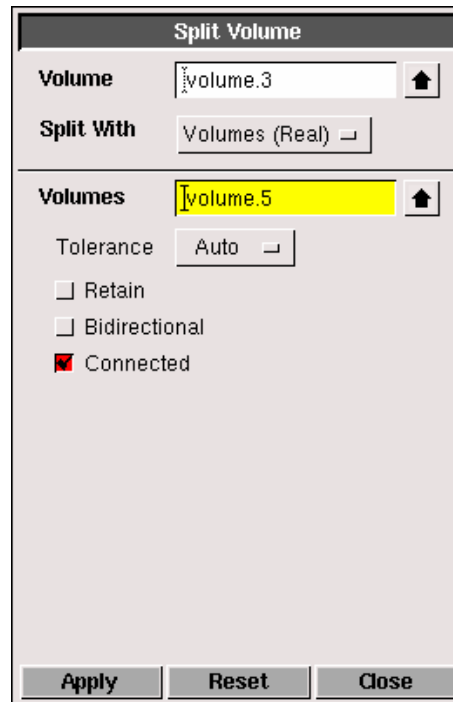 Split Volume
Volume volume.3
Split With Volumes (Real)
Volumes volume.5
Tolerance Auto
Retain
Bidirectional
Connected
Apply Reset Close